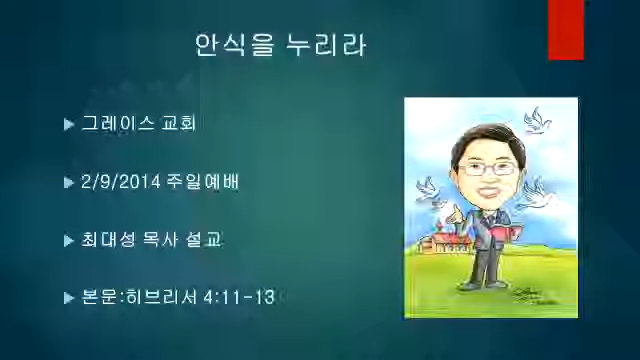 안식을 누리라
그레이스 교회
2/9/2014 주일예배
최대성 목사 설교
본문:히브리서 4:11-13